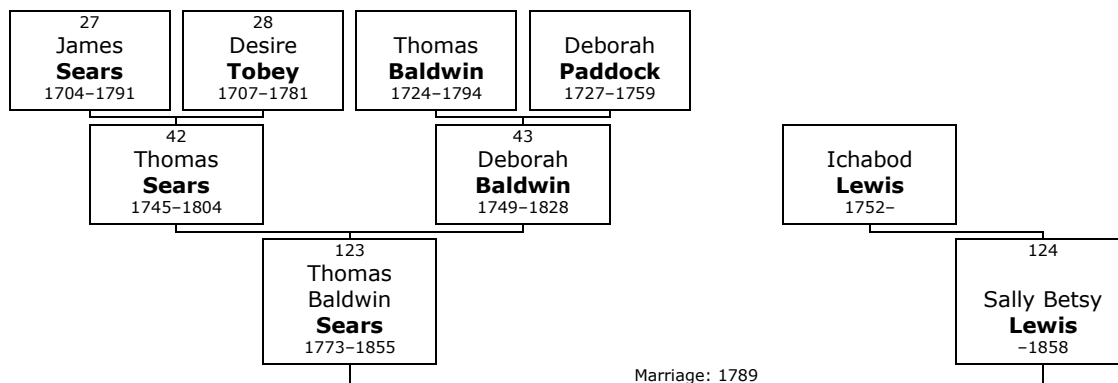 27
James
Sears
1704–1791
28
Desire
Tobey
1707–1781
Thomas
Baldwin
1724–1794
Deborah
Paddock
1727–1759
42
Thomas
Sears
1745–1804
43
Deborah
Baldwin
1749–1828
Ichabod
Lewis
1752–
123
Thomas
Baldwin
Sears
1773–1855
124
Sally Betsy
Lewis
–1858
Marriage: 1789